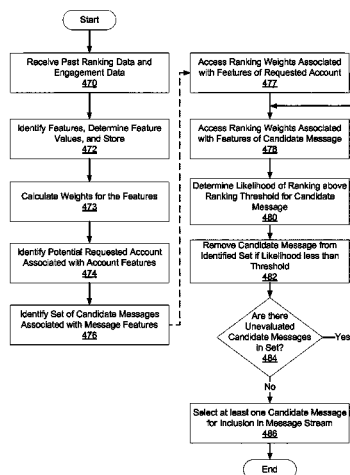 Start
Receive Past Ranking Data and
Engagement Data
470
Identify Features, Determine Feature
Values, and Store
472
Calculate Weights for the Features
473
Identify Potential Requested Account
Associated with Account Features
474
Identify Set of Candidate Messages
Associated with Message Features
476
Access Ranking Weights Associated
with Features of Requested Account
477
Access Ranking Weights Associated
with Features of Candidate Message
478
Determine Likelihood of Ranking above
Ranking Threshold for Candidate
Message
480
Remove Candidate Message from
Identified Set if Likelihood less than
Threshold
482
Are there
Unevaluated
Candidate Messages
in Set?
484
Yes
No
Select at least one Candidate Message
for Inclusion in Message Stream
486
End